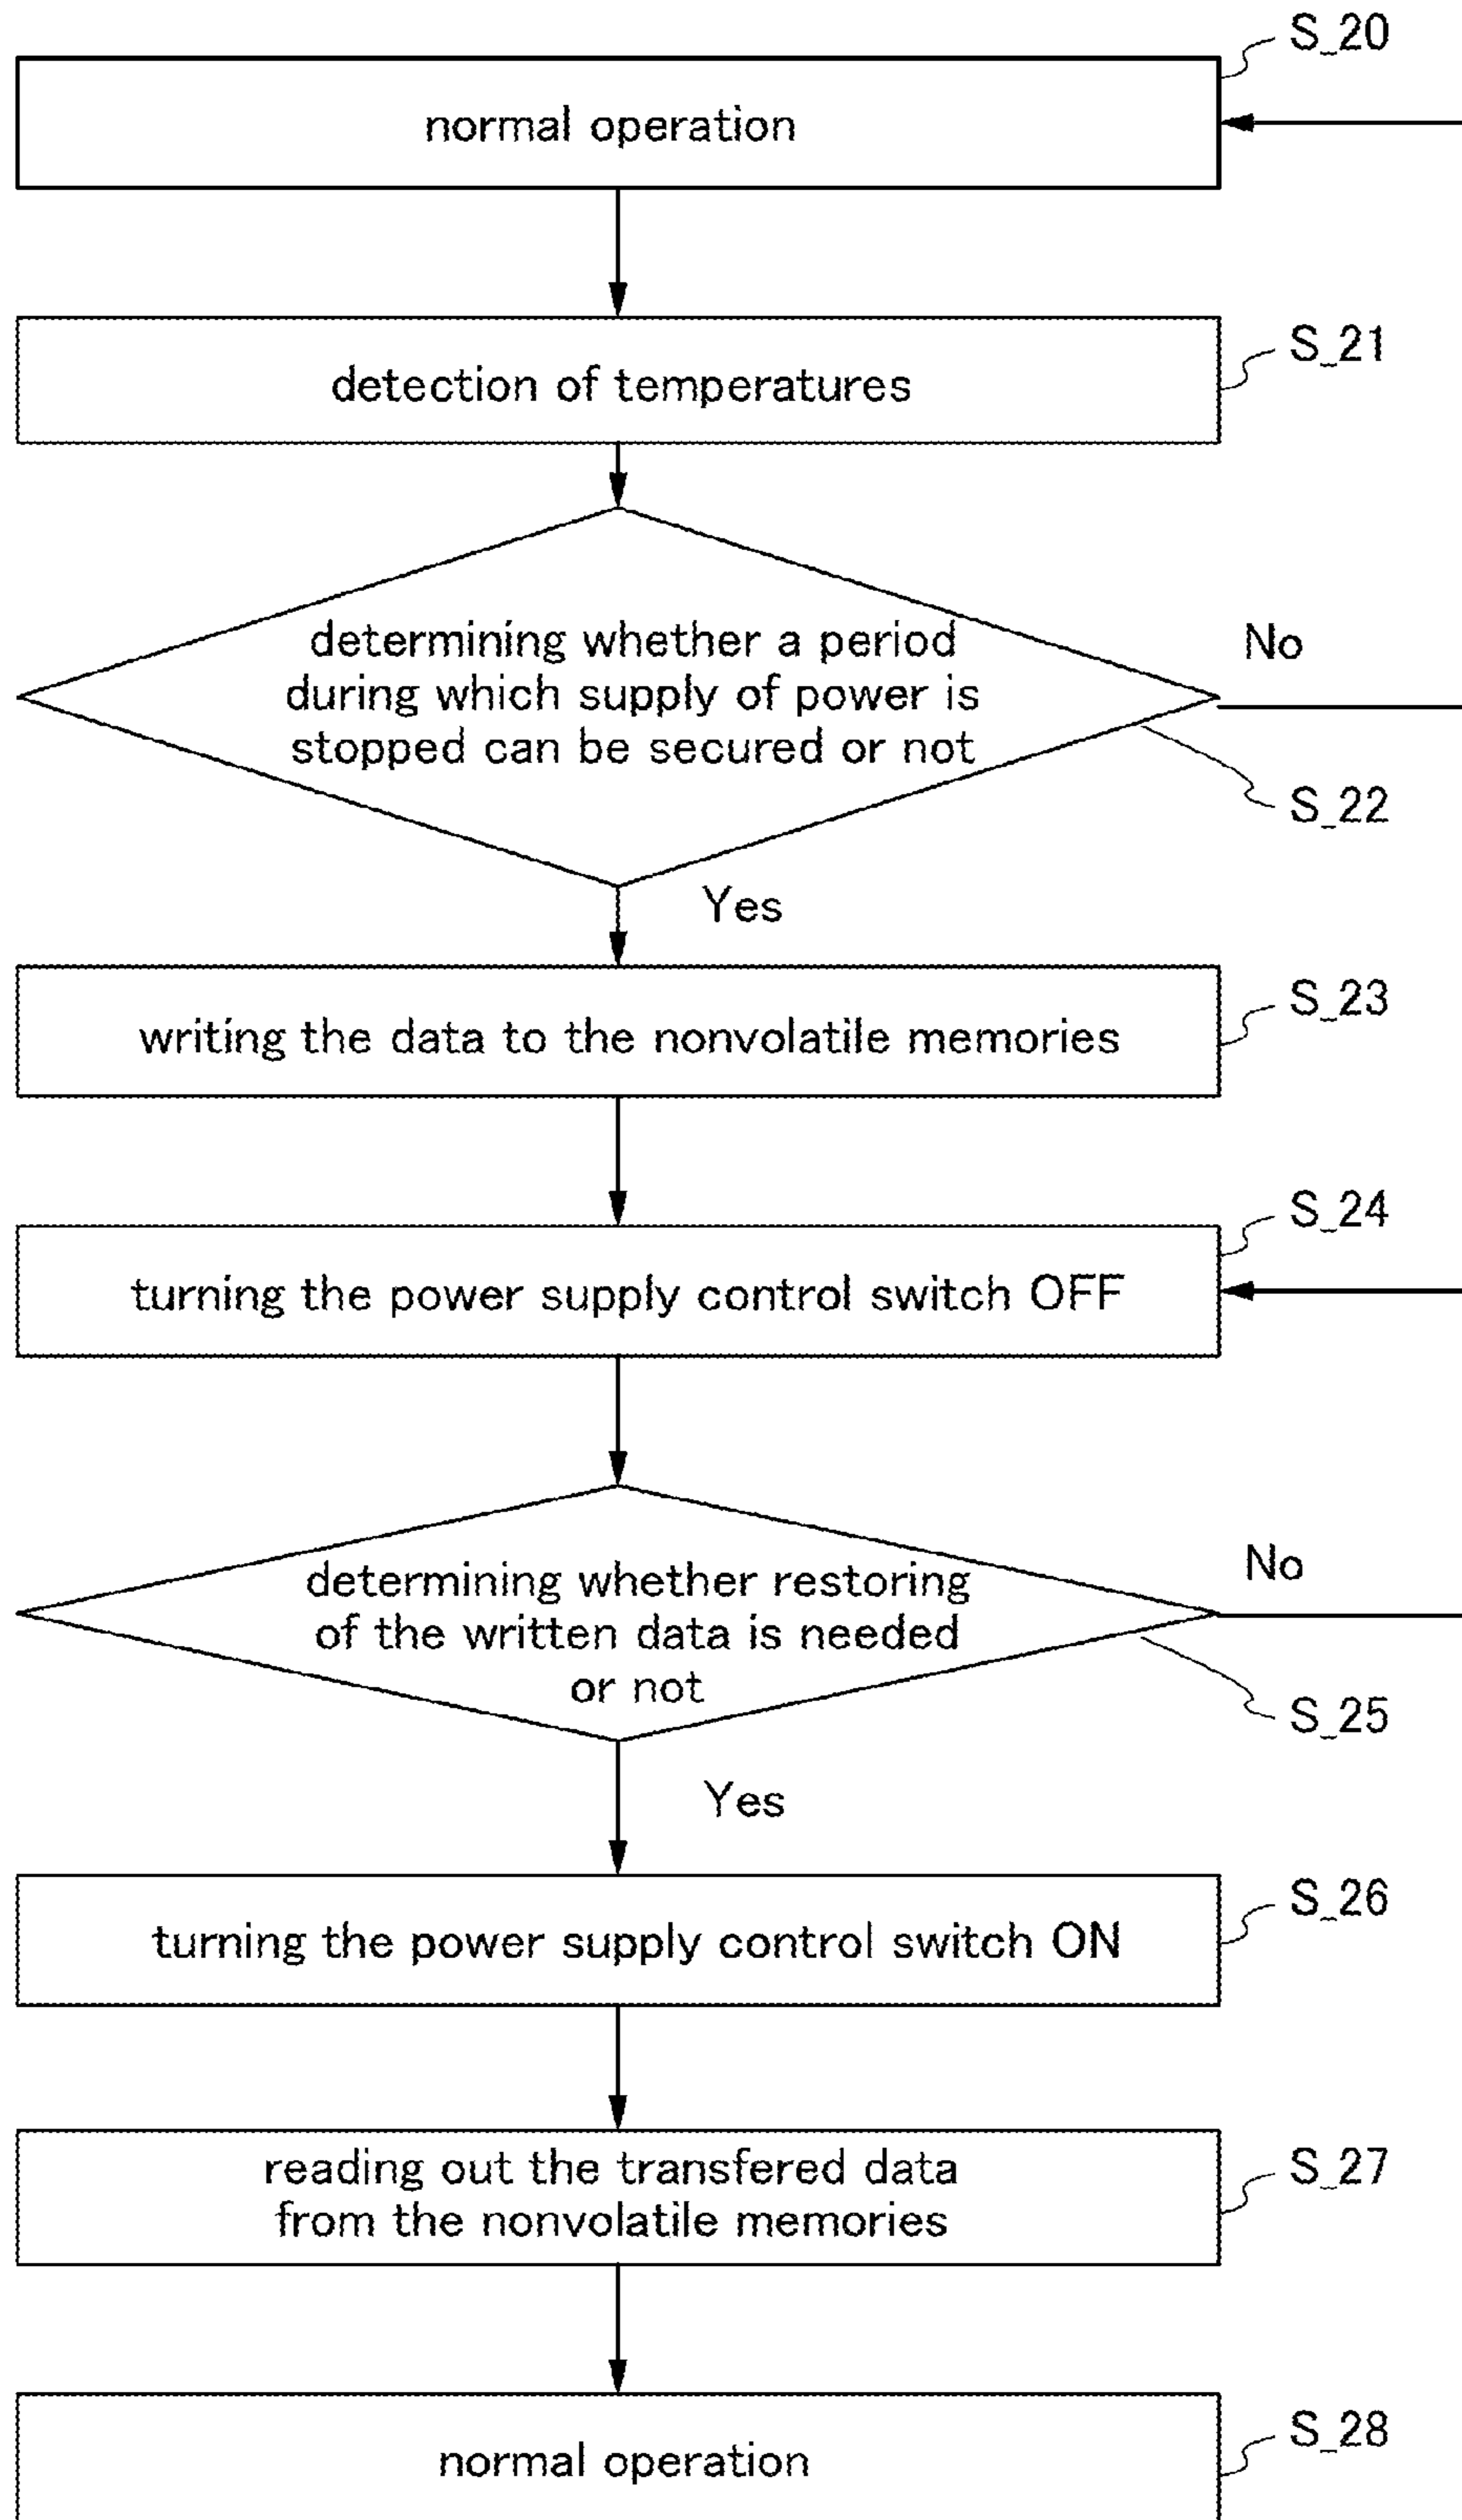 S_20
normal operation
S_21
detection of temperatures
determining whether a period
during which supply of power is
stopped can be secured or not
No
S_22
Yes
S_23
writing the data to the nonvolatile memories
S_24
turning the power supply control switch OFF
determining whether restoring
of the written data is needed
or not
No
S_25
Yes
S_26
turning the power supply control switch ON
S_27
reading out the transfered data
from the nonvolatile memories
S_28
normal operation